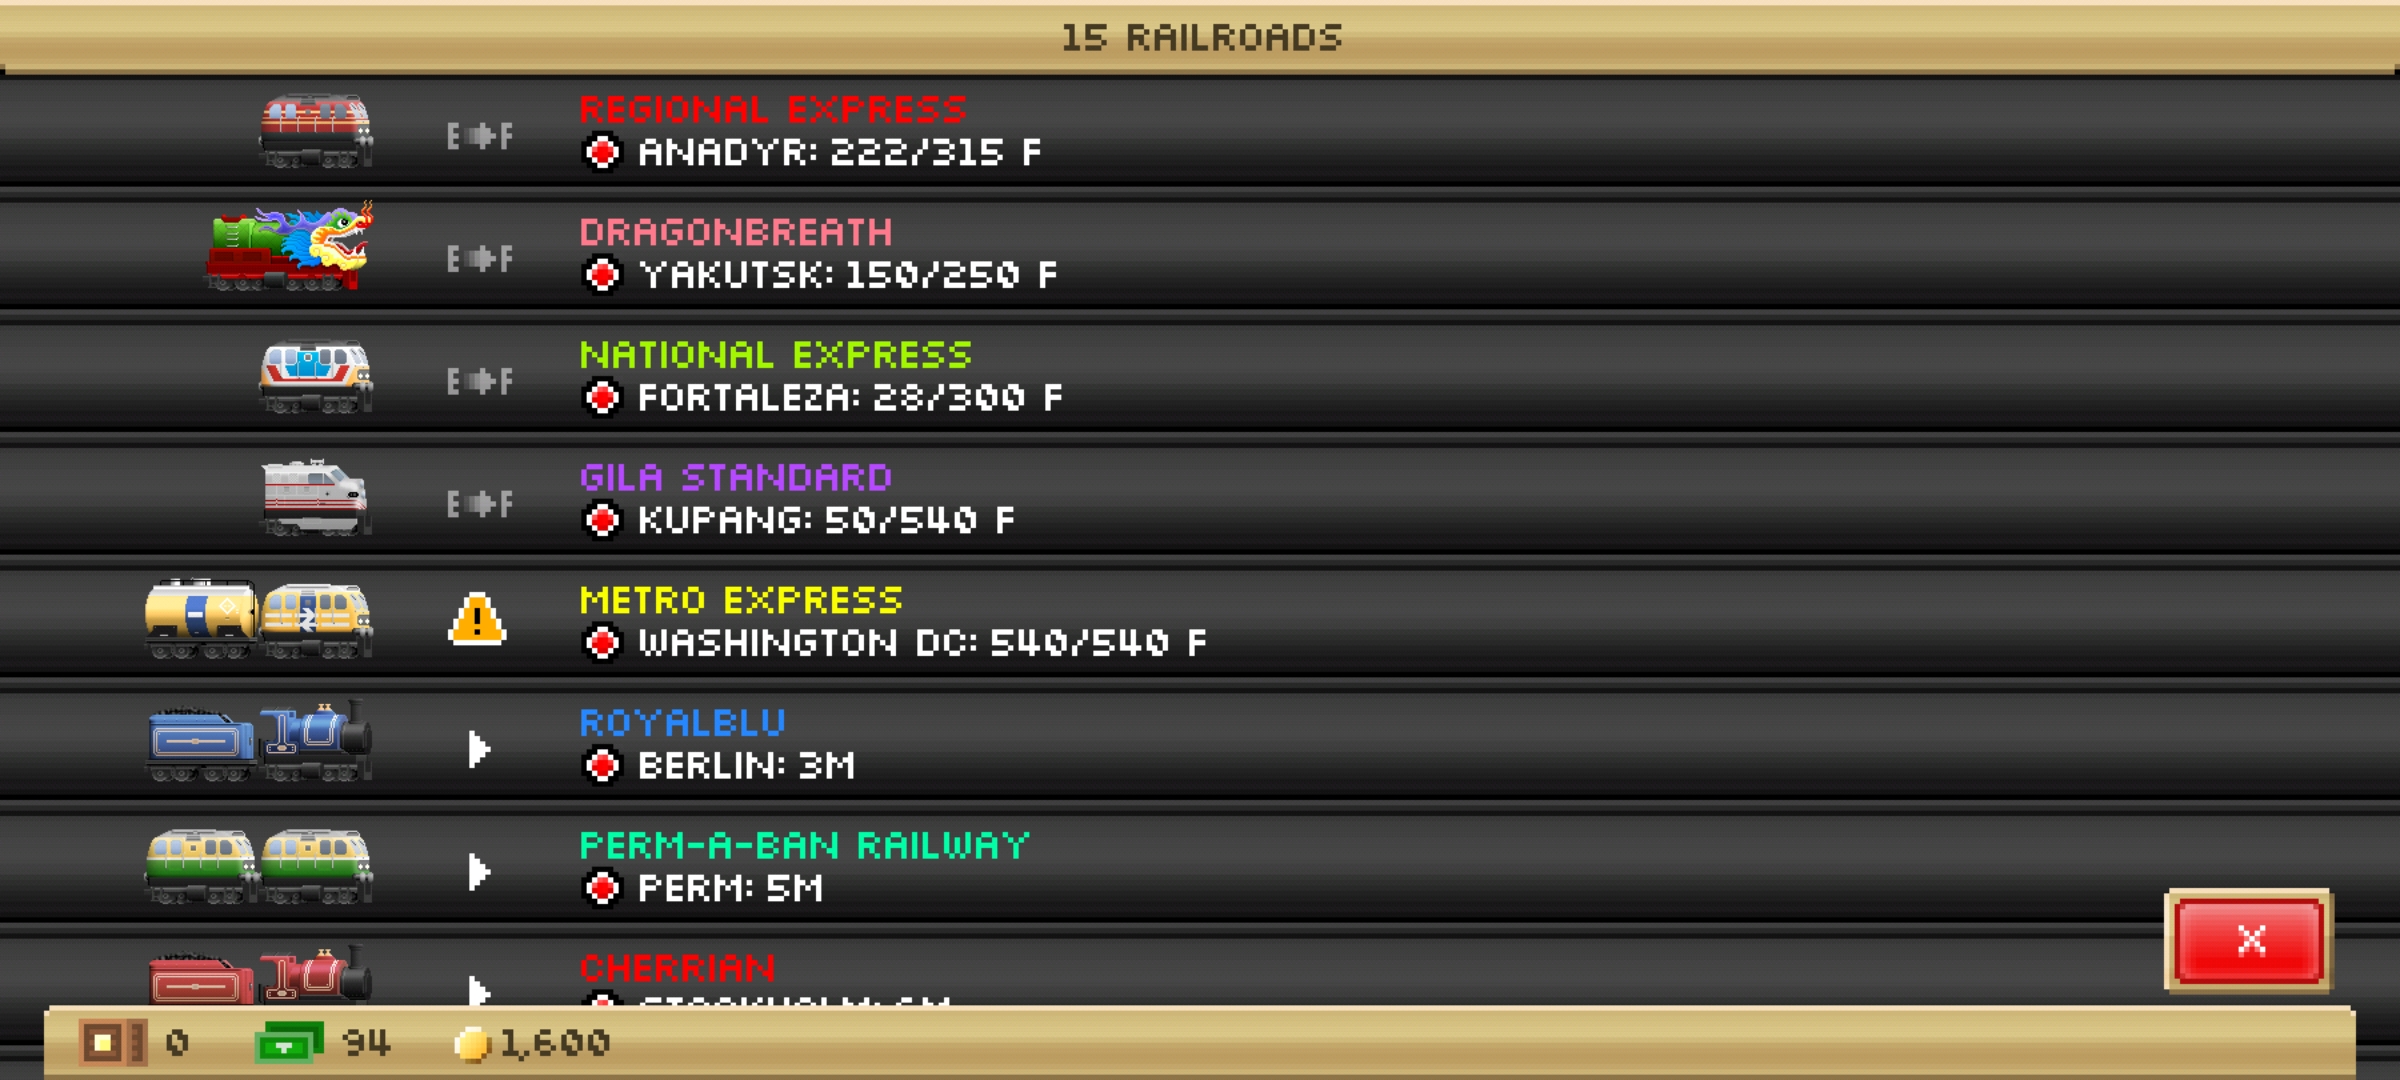 15 RAILROADS
E F
REGIONAL EXPRESS
ANADYR: 222/315 F
E F
DRAGONBREATH
YAKUTSK: 150/250 F
E F
NATIONAL EXPRESS
FORTALEZA: 28/300 F
E F
GILA STANDARD
KUPANG: 50/540 F
!
METRO EXPRESS
WASHINGTON DC: 540/540 F
ROYALBLU
BERLIN: 3M
PERM-A-BAN RAILWAY
PERM: 5M
X
CHERRIAN
0 94 1,600